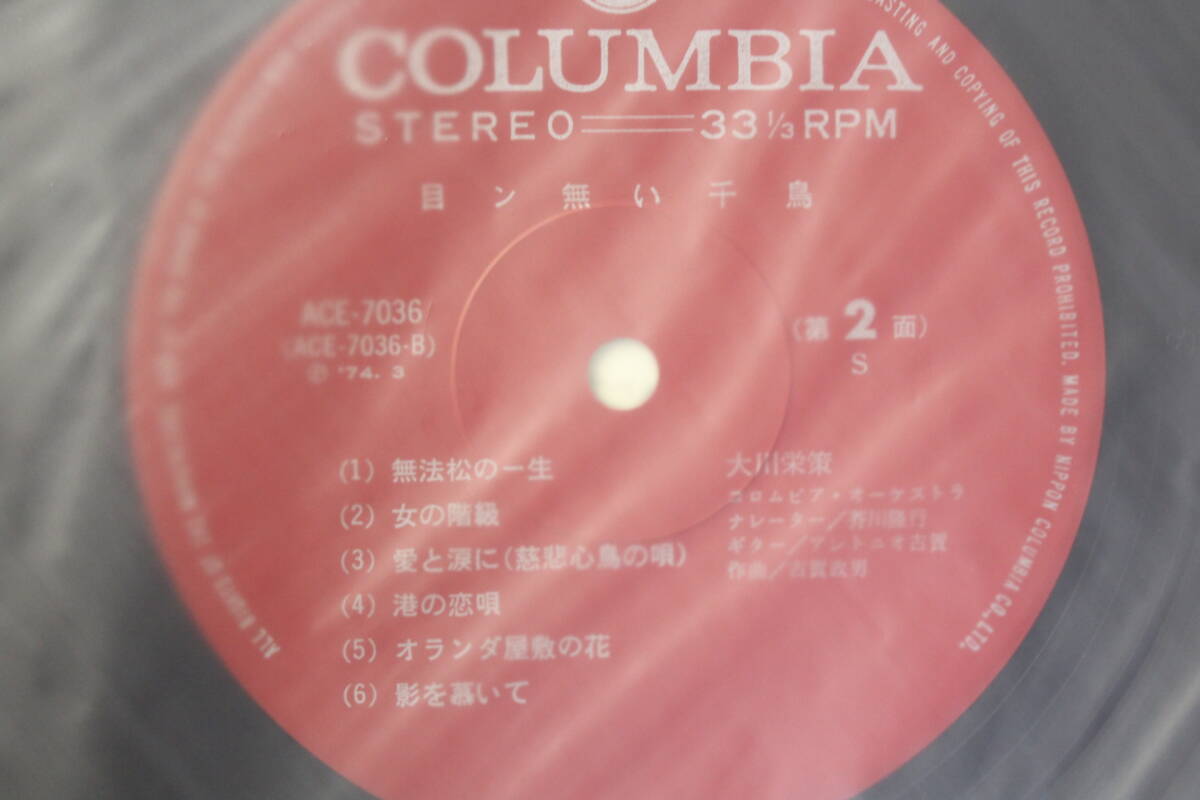 COLUMBIA
STEREO 33 1/3 RPM
目ン無い千鳥
ACE-7036
(ACE-7036-B)
Ⓟ '74. 3
(第2面)
S
(1) 無法松の一生
(2) 女の階級
(3) 愛と涙に(慈悲心鳥の唄)
(4) 港の恋唄
(5) オランダ屋敷の花
(6) 影を慕いて
大川栄策
コロムビア・オーケストラ
ナレーター/芥川隆行
ギター/アントニオ古賀
作曲/古賀政男
ALL RIGHTS OF
CASTING AND COPYING OF THIS RECORD PROHIBITED. MADE BY NIPPON COLUMBIA CO., LTD.